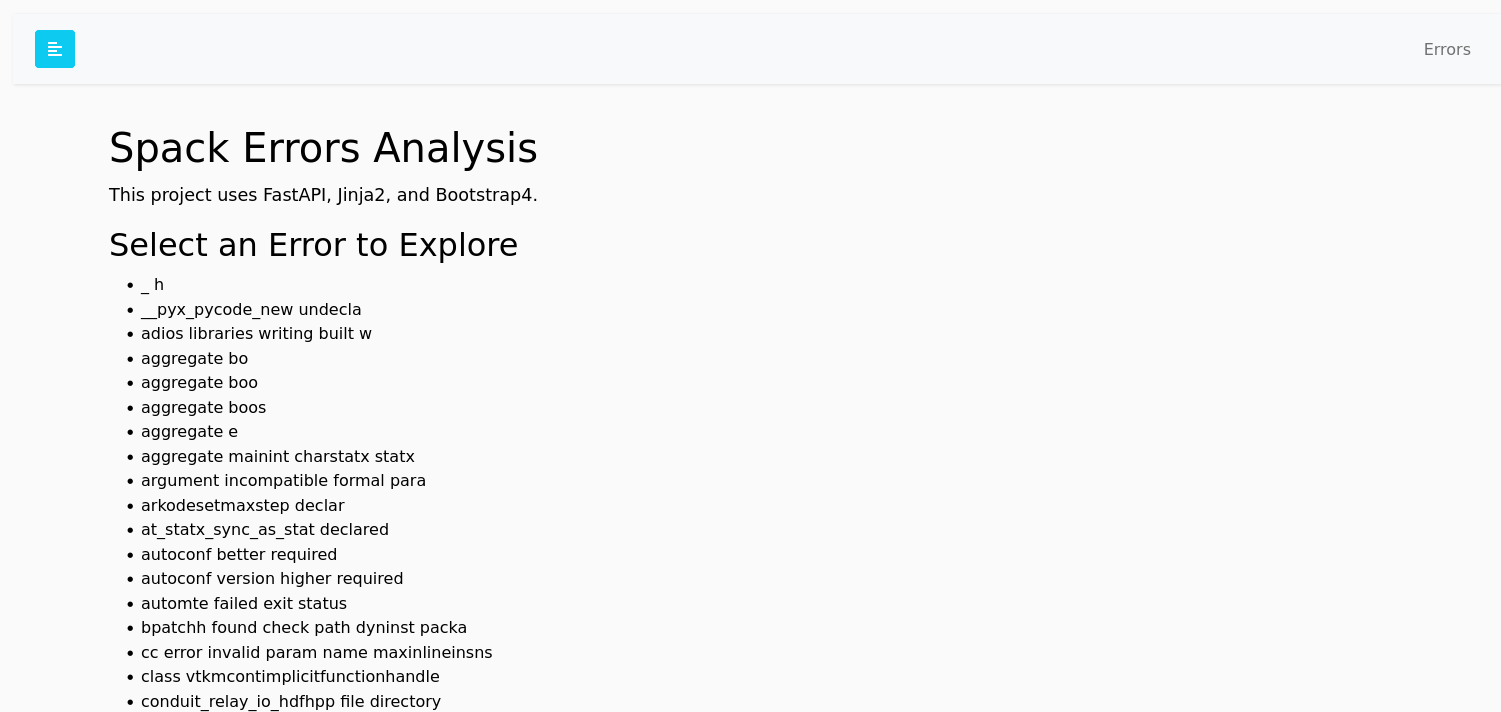 Errors
Spack Errors Analysis
This project uses FastAPI, Jinja2, and Bootstrap4.
Select an Error to Explore
• _ h
• __pyx_pycode_new undecla
• adios libraries writing built w
• aggregate bo
• aggregate boo
• aggregate boos
• aggregate e
• aggregate mainint charstatx statx
• argument incompatible formal para
• arkodesetmaxstep declar
• at_statx_sync_as_stat declared
• autoconf better required
• autoconf version higher required
• automte failed exit status
• bpatchh found check path dyninst packa
• cc error invalid param name maxinlineinsns
• class vtkmcontimplicitfunctionhandle
• conduit_relay_io_hdfhpp file directory